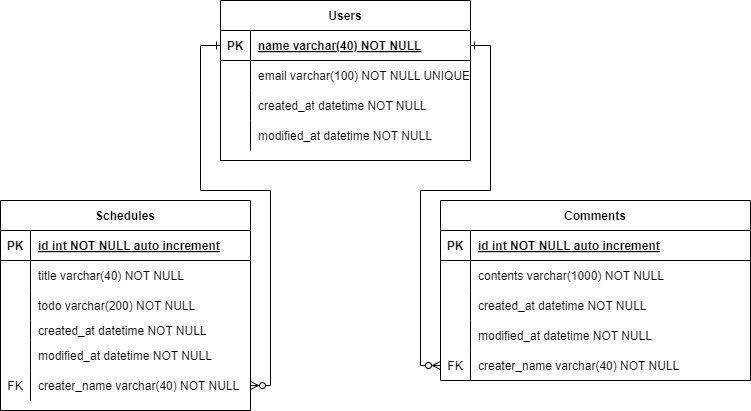 Users
PK name varchar(40) NOT NULL
email varchar(100) NOT NULL UNIQUE
created_at datetime NOT NULL
modified_at datetime NOT NULL
Schedules
PK id int NOT NULL auto increment
title varchar(40) NOT NULL
todo varchar(200) NOT NULL
created_at datetime NOT NULL
modified_at datetime NOT NULL
FK creater_name varchar(40) NOT NULL
Comments
PK id int NOT NULL auto increment
contents varchar(1000) NOT NULL
created_at datetime NOT NULL
modified_at datetime NOT NULL
FK creater_name varchar(40) NOT NULL